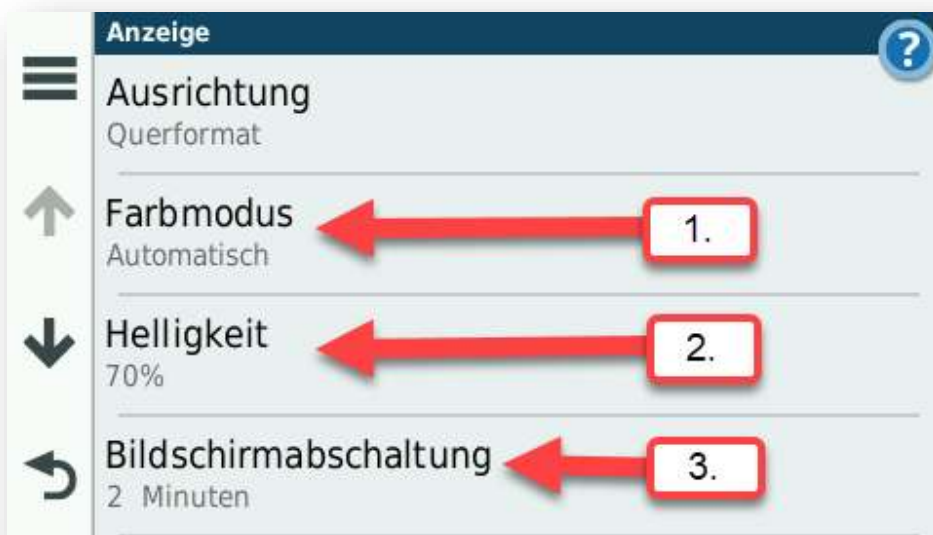 Anzeige
?
Ausrichtung
Querformat
Farbmodus
1.
Automatisch
Helligkeit
2.
70%
Bildschirmabschaltung
3.
2 Minuten